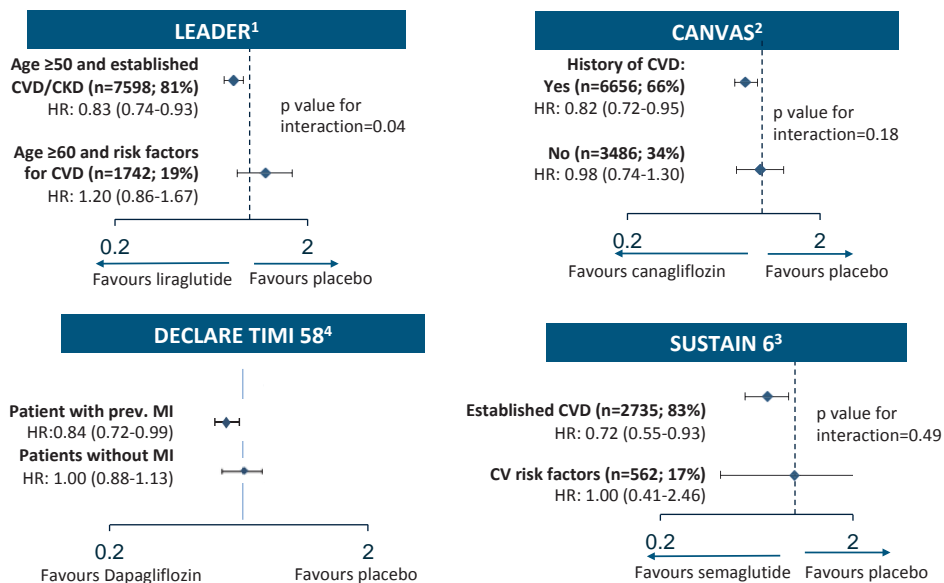 LEADER¹
Age ≥50 and established
CVD/CKD (n=7598; 81%)
HR: 0.83 (0.74-0.93)
p value for
interaction=0.04
Age ≥60 and risk factors
for CVD (n=1742; 19%)
HR: 1.20 (0.86-1.67)
0.2
2
Favours liraglutide
Favours placebo
CANVAS²
History of CVD:
Yes (n=6656; 66%)
HR: 0.82 (0.72-0.95)
p value for
interaction=0.18
No (n=3486; 34%)
HR: 0.98 (0.74-1.30)
0.2
2
Favours canagliflozin
Favours placebo
DECLARE TIMI 58⁴
Patient with prev. MI
HR:0.84 (0.72-0.99)
Patients without MI
HR: 1.00 (0.88-1.13)
0.2
2
Favours Dapagliflozin
Favours placebo
SUSTAIN 6³
Established CVD (n=2735; 83%)
HR: 0.72 (0.55-0.93)
p value for
interaction=0.49
CV risk factors (n=562; 17%)
HR: 1.00 (0.41-2.46)
0.2
2
Favours semaglutide
Favours placebo